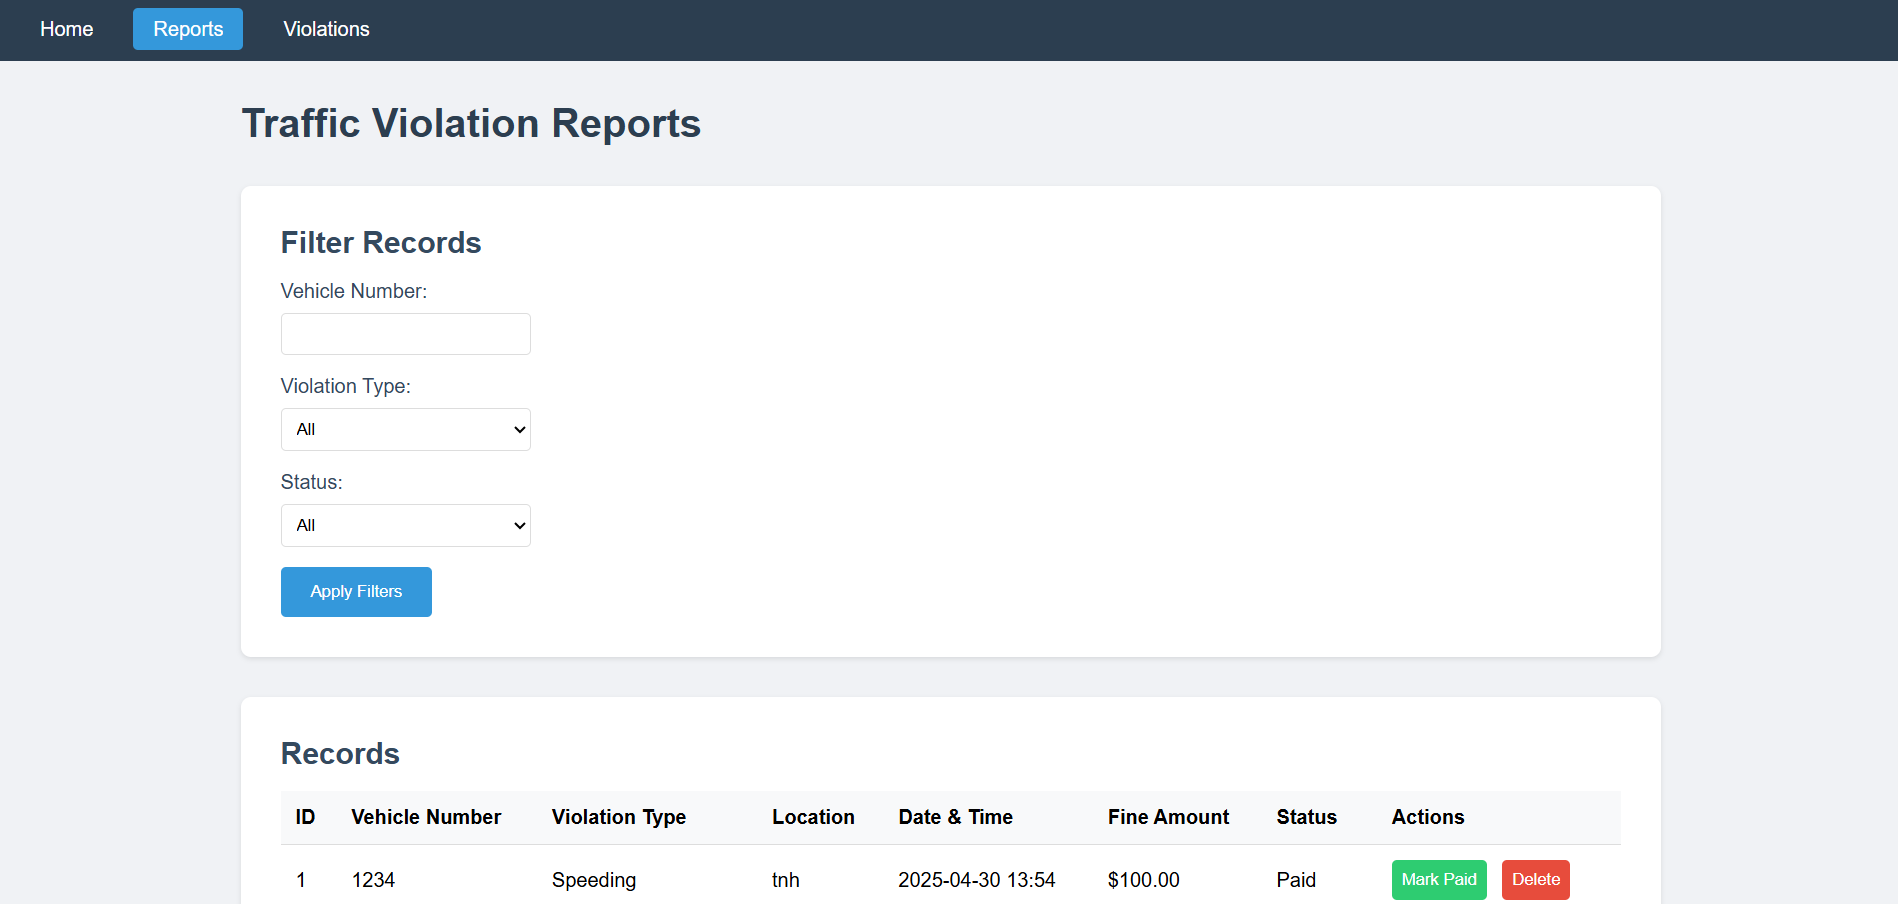 Home Reports Violations
Traffic Violation Reports
Filter Records
Vehicle Number:
Violation Type:
All
Status:
All
Apply Filters
Records
ID Vehicle Number Violation Type Location Date & Time Fine Amount Status Actions
1 1234 Speeding tnh 2025-04-30 13:54 $100.00 Paid Mark Paid Delete